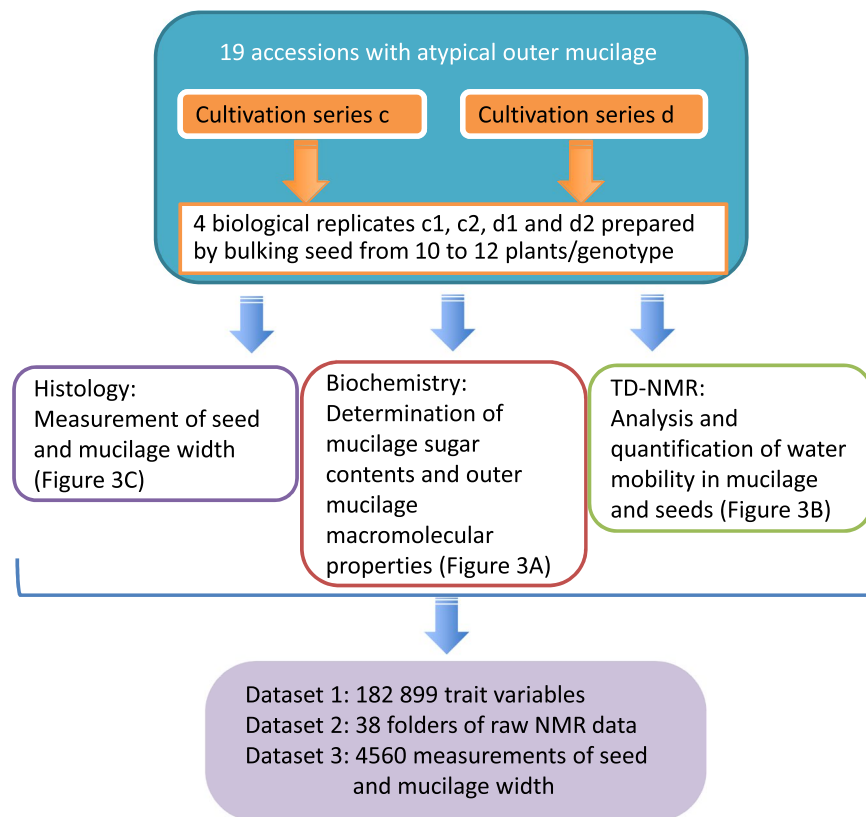 19 accessions with atypical outer mucilage
Cultivation series c
Cultivation series d
4 biological replicates c1, c2, d1 and d2 prepared
by bulking seed from 10 to 12 plants/genotype
Histology:
Measurement of seed
and mucilage width
(Figure 3C)
Biochemistry:
Determination of
mucilage sugar
contents and outer
mucilage
macromolecular
properties (Figure 3A)
TD-NMR:
Analysis and
quantification of water
mobility in mucilage
and seeds (Figure 3B)
Dataset 1: 182 899 trait variables
Dataset 2: 38 folders of raw NMR data
Dataset 3: 4560 measurements of seed
and mucilage width